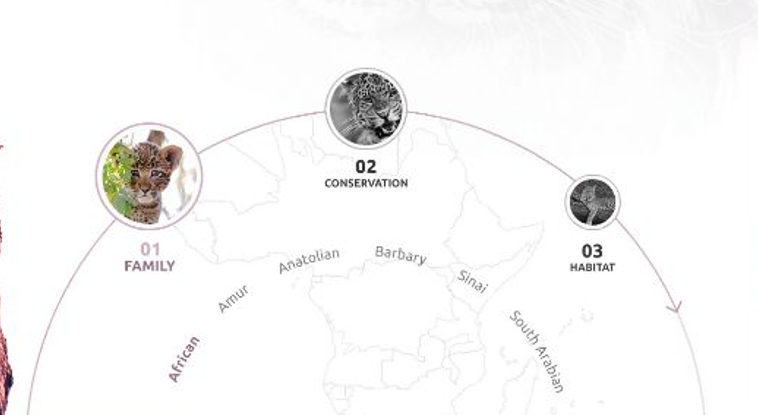 02
CONSERVATION
01
FAMILY
03
HABITAT
African
Amur
Anatolian
Barbary
Sinai
South Arabian